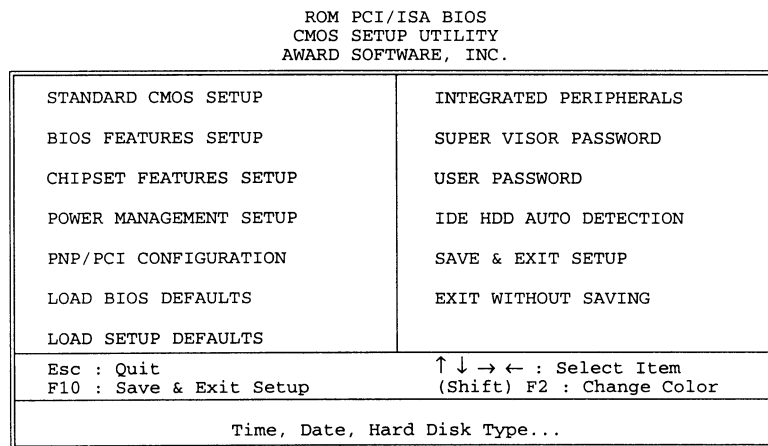 ROM PCI/ISA BIOS
CMOS SETUP UTILITY
AWARD SOFTWARE, INC.
STANDARD CMOS SETUP
BIOS FEATURES SETUP
CHIPSET FEATURES SETUP
POWER MANAGEMENT SETUP
PNP/PCI CONFIGURATION
LOAD BIOS DEFAULTS
LOAD SETUP DEFAULTS
INTEGRATED PERIPHERALS
SUPER VISOR PASSWORD
USER PASSWORD
IDE HDD AUTO DETECTION
SAVE & EXIT SETUP
EXIT WITHOUT SAVING
Esc : Quit
F10 : Save & Exit Setup
↑ ↓ → ← : Select Item
(Shift) F2 : Change Color
Time, Date, Hard Disk Type...